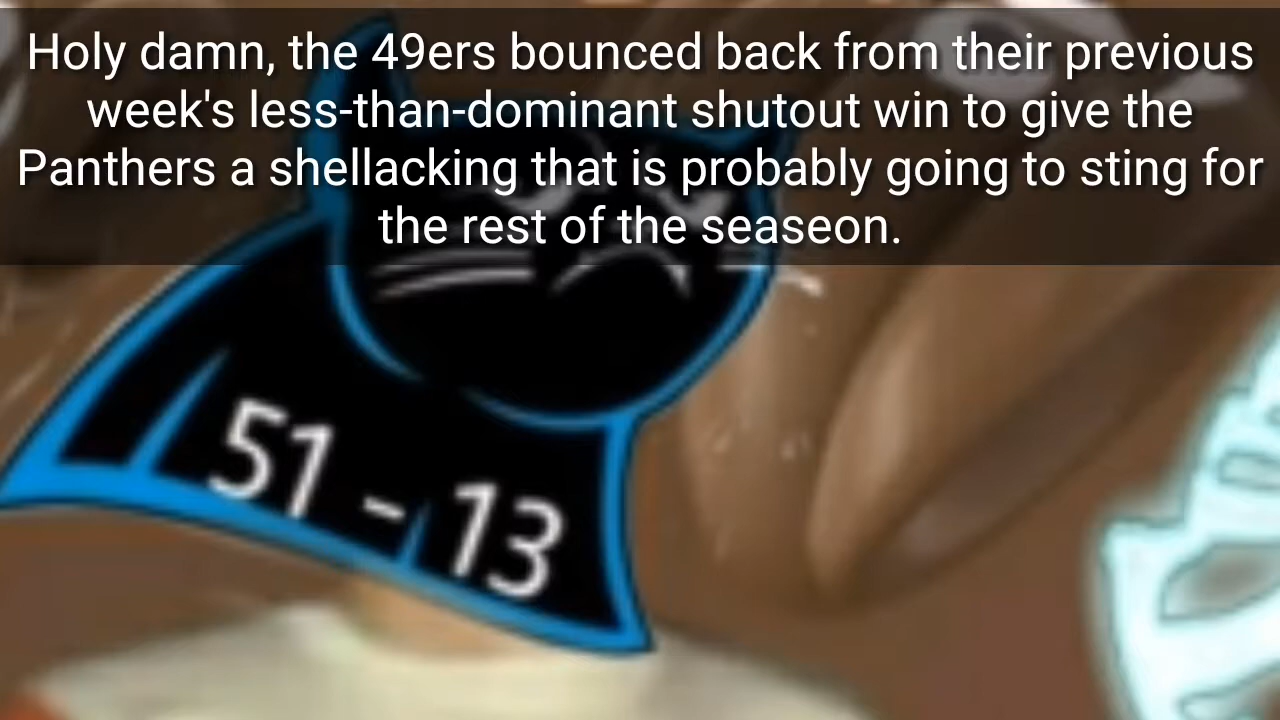 Holy damn, the 49ers bounced back from their previous
week's less-than-dominant shutout win to give the
Panthers a shellacking that is probably going to sting for
the rest of the seaseon.
51 - 13